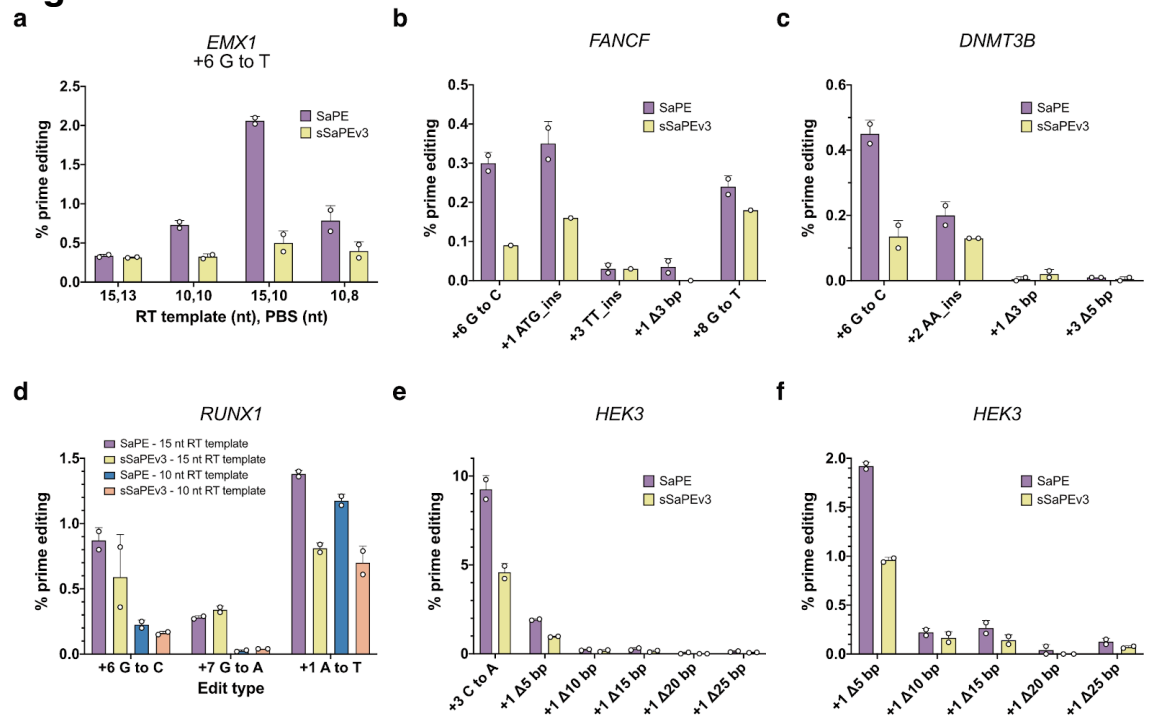 a
EMX1
+6 G to T
% prime editing
2.5
2.0
1.5
1.0
0.5
0.0
SaPE
sSaPEv3
15,13 10,10 15,10 10,8
RT template (nt), PBS (nt)
b
FANCF
% prime editing
0.5
0.4
0.3
0.2
0.1
0.0
SaPE
sSaPEv3
+6 G to C
+1 ATG_ins
+3 TT_ins
+1 Δ3 bp
+8 G to T
c
DNMT3B
% prime editing
0.6
0.4
0.2
0.0
SaPE
sSaPEv3
+6 G to C
+2 AA_ins
+1 Δ3 bp
+3 Δ5 bp
d
RUNX1
SaPE - 15 nt RT template
sSaPEv3 - 15 nt RT template
SaPE - 10 nt RT template
sSaPEv3 - 10 nt RT template
% prime editing
1.5
1.0
0.5
0.0
+6 G to C +7 G to A +1 A to T
Edit type
e
HEK3
% prime editing
10
5
0
SaPE
sSaPEv3
+3 C to A
+1 Δ5 bp
+1 Δ10 bp
+1 Δ15 bp
+1 Δ20 bp
+1 Δ25 bp
f
HEK3
% prime editing
2.0
1.5
1.0
0.5
0.0
SaPE
sSaPEv3
+1 Δ5 bp
+1 Δ10 bp
+1 Δ15 bp
+1 Δ20 bp
+1 Δ25 bp